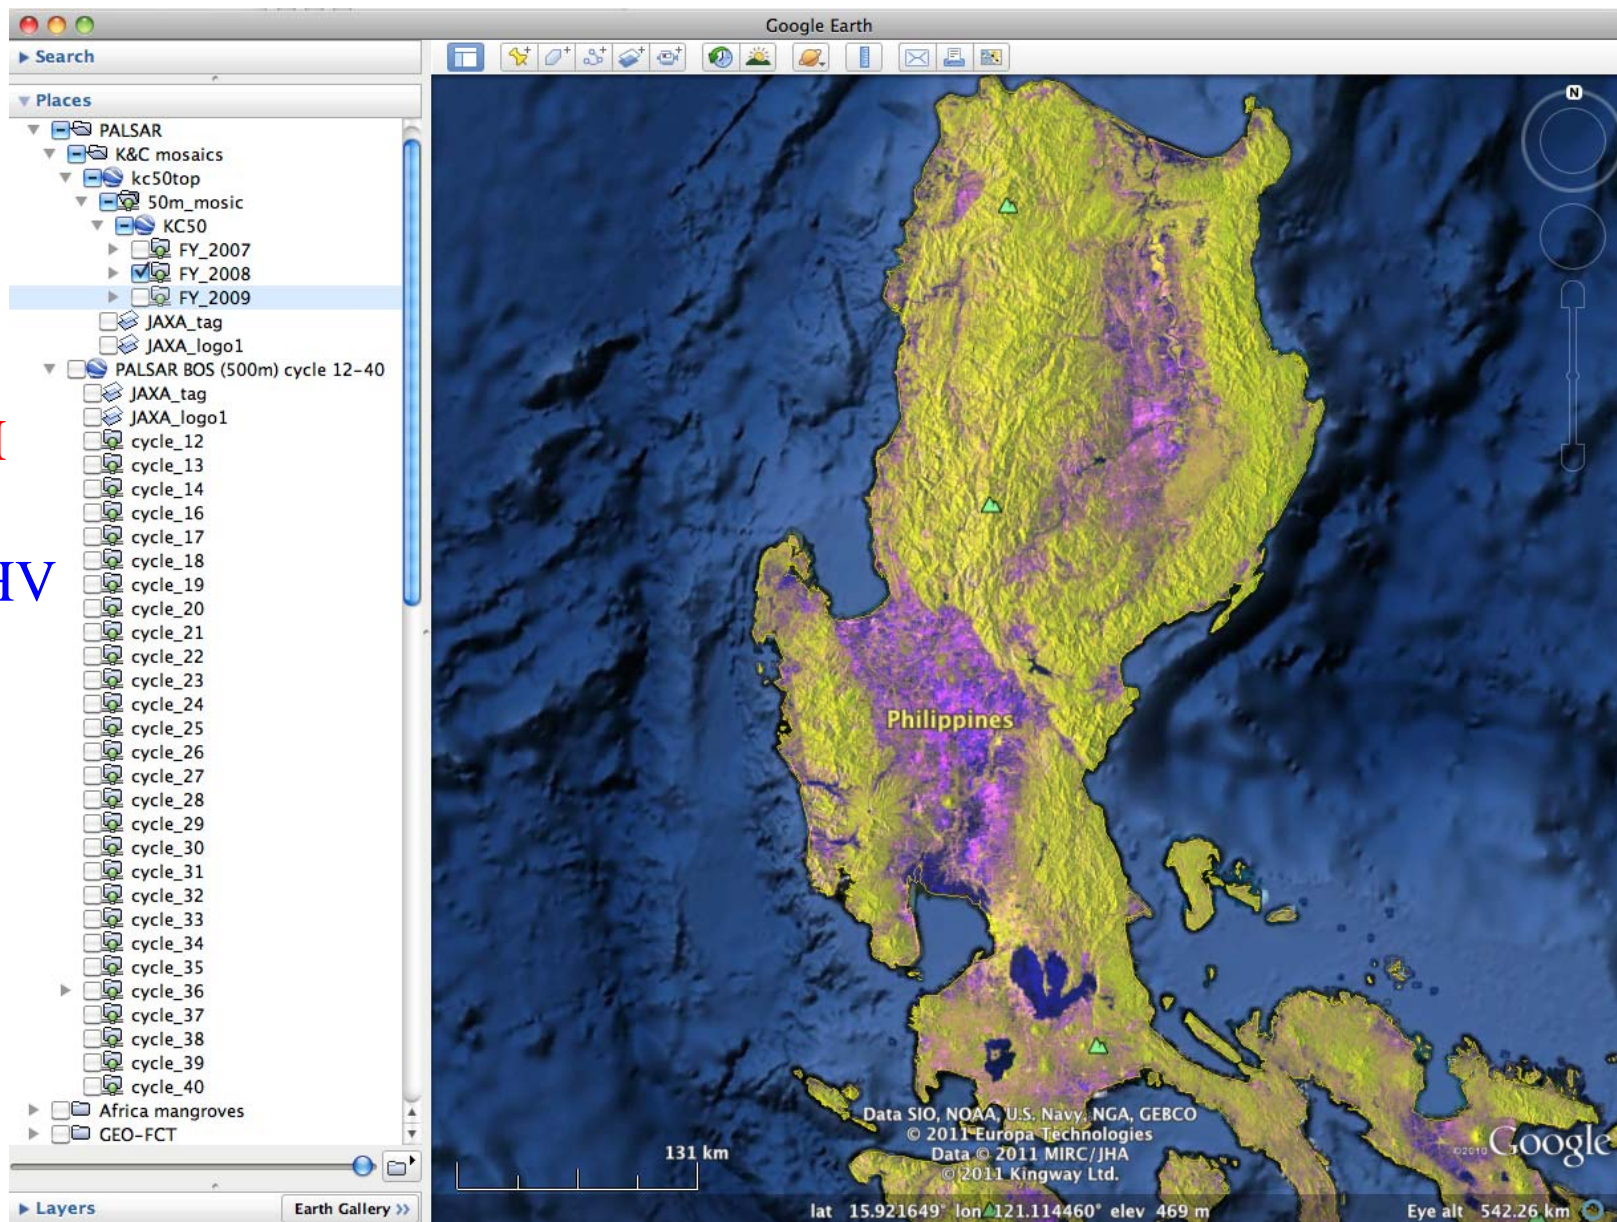 Google Earth
Search
Places
PALSAR
K&C mosaics
kc50top
50m_mosic
KC50
FY_2007
FY_2008
FY_2009
JAXA_tag
JAXA_logo1
PALSAR BOS (500m) cycle 12-40
JAXA_tag
JAXA_logo1
cycle_12
cycle_13
cycle_14
cycle_16
cycle_17
cycle_18
cycle_19
cycle_20
cycle_21
cycle_22
cycle_23
cycle_24
cycle_25
cycle_26
cycle_27
cycle_28
cycle_29
cycle_30
cycle_31
cycle_32
cycle_33
cycle_34
cycle_35
cycle_36
cycle_37
cycle_38
cycle_39
cycle_40
Africa mangroves
GEO-FCT
Layers
Earth Gallery >>
HV
N
Philippines
131 km
Data SIO, NOAA, U.S. Navy, NGA, GEBCO
© 2011 Europa Technologies
Data © 2011 MIRC/JHA
© 2011 Kingway Ltd.
©2010 Google
lat 15.921649° lon 121.114460° elev 469 m
Eye alt 542.26 km